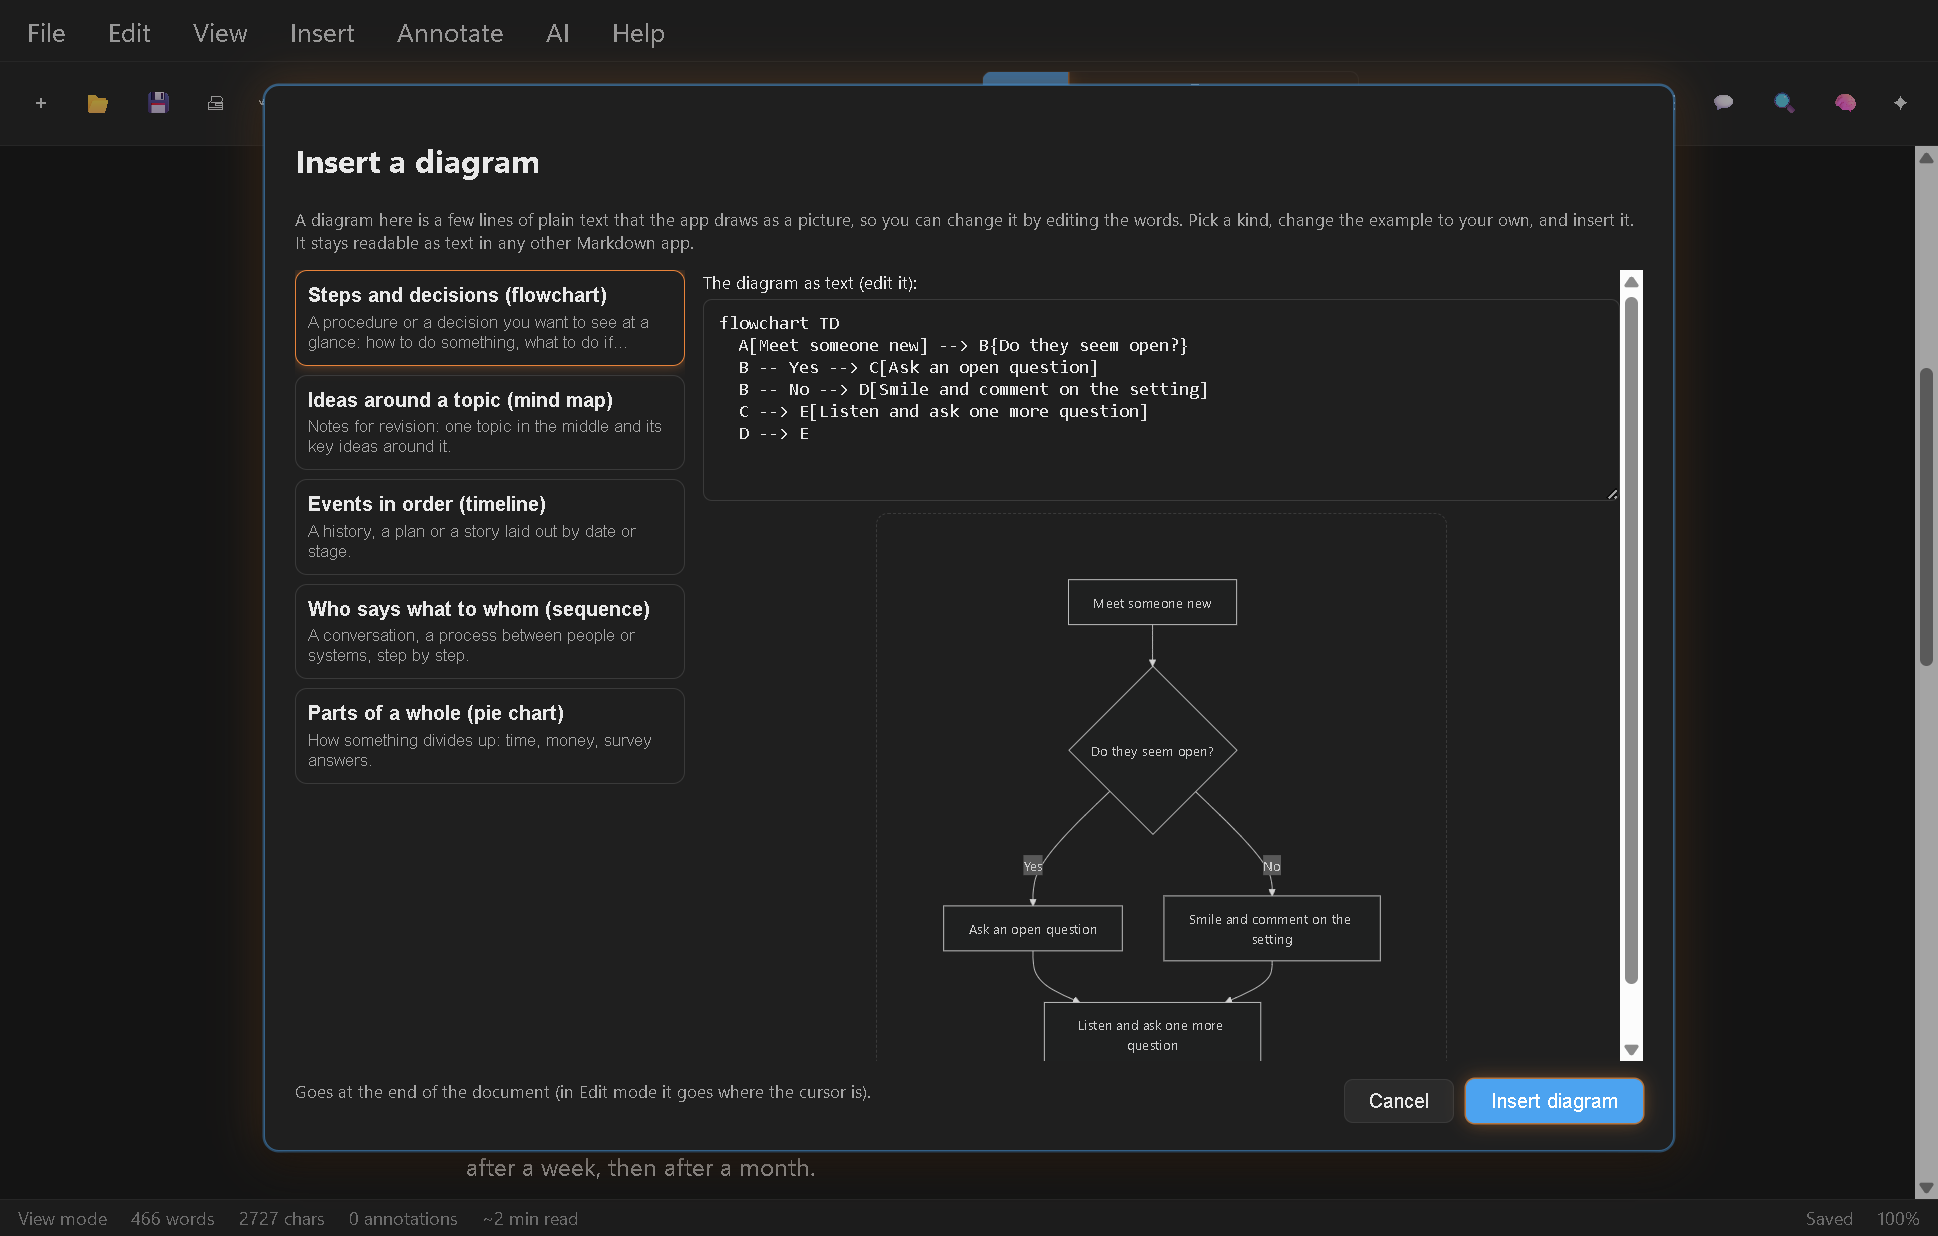 File Edit View Insert Annotate AI Help
Insert a diagram
A diagram here is a few lines of plain text that the app draws as a picture, so you can change it by editing the words. Pick a kind, change the example to your own, and insert it.
It stays readable as text in any other Markdown app.
Steps and decisions (flowchart)
A procedure or a decision you want to see at a
glance: how to do something, what to do if...
Ideas around a topic (mind map)
Notes for revision: one topic in the middle and its
key ideas around it.
Events in order (timeline)
A history, a plan or a story laid out by date or
stage.
Who says what to whom (sequence)
A conversation, a process between people or
systems, step by step.
Parts of a whole (pie chart)
How something divides up: time, money, survey
answers.
The diagram as text (edit it):
flowchart TD
A[Meet someone new] --> B{Do they seem open?}
B -- Yes --> C[Ask an open question]
B -- No --> D[Smile and comment on the setting]
C --> E[Listen and ask one more question]
D --> E
Meet someone new
Do they seem open?
Yes No
Ask an open question
Smile and comment on the
setting
Listen and ask one more
question
Goes at the end of the document (in Edit mode it goes where the cursor is).
Cancel Insert diagram
after a week, then after a month.
View mode 466 words 2727 chars 0 annotations ~2 min read Saved 100%